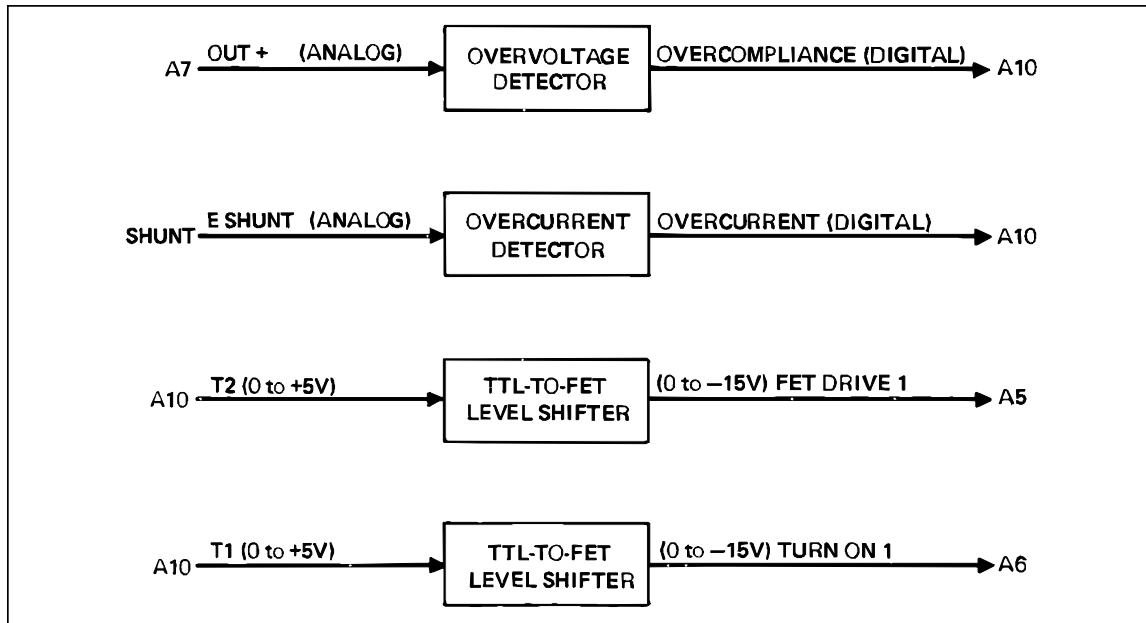 A7 OUT + (ANALOG) OVERVOLTAGE DETECTOR OVERCOMPLIANCE (DIGITAL) A10
SHUNT E SHUNT (ANALOG) OVERCURRENT DETECTOR OVERCURRENT (DIGITAL) A10
A10 T2 (0 to +5V) TTL-TO-FET LEVEL SHIFTER (0 to –15V) FET DRIVE 1 A5
A10 T1 (0 to +5V) TTL-TO-FET LEVEL SHIFTER (0 to –15V) TURN ON 1 A6